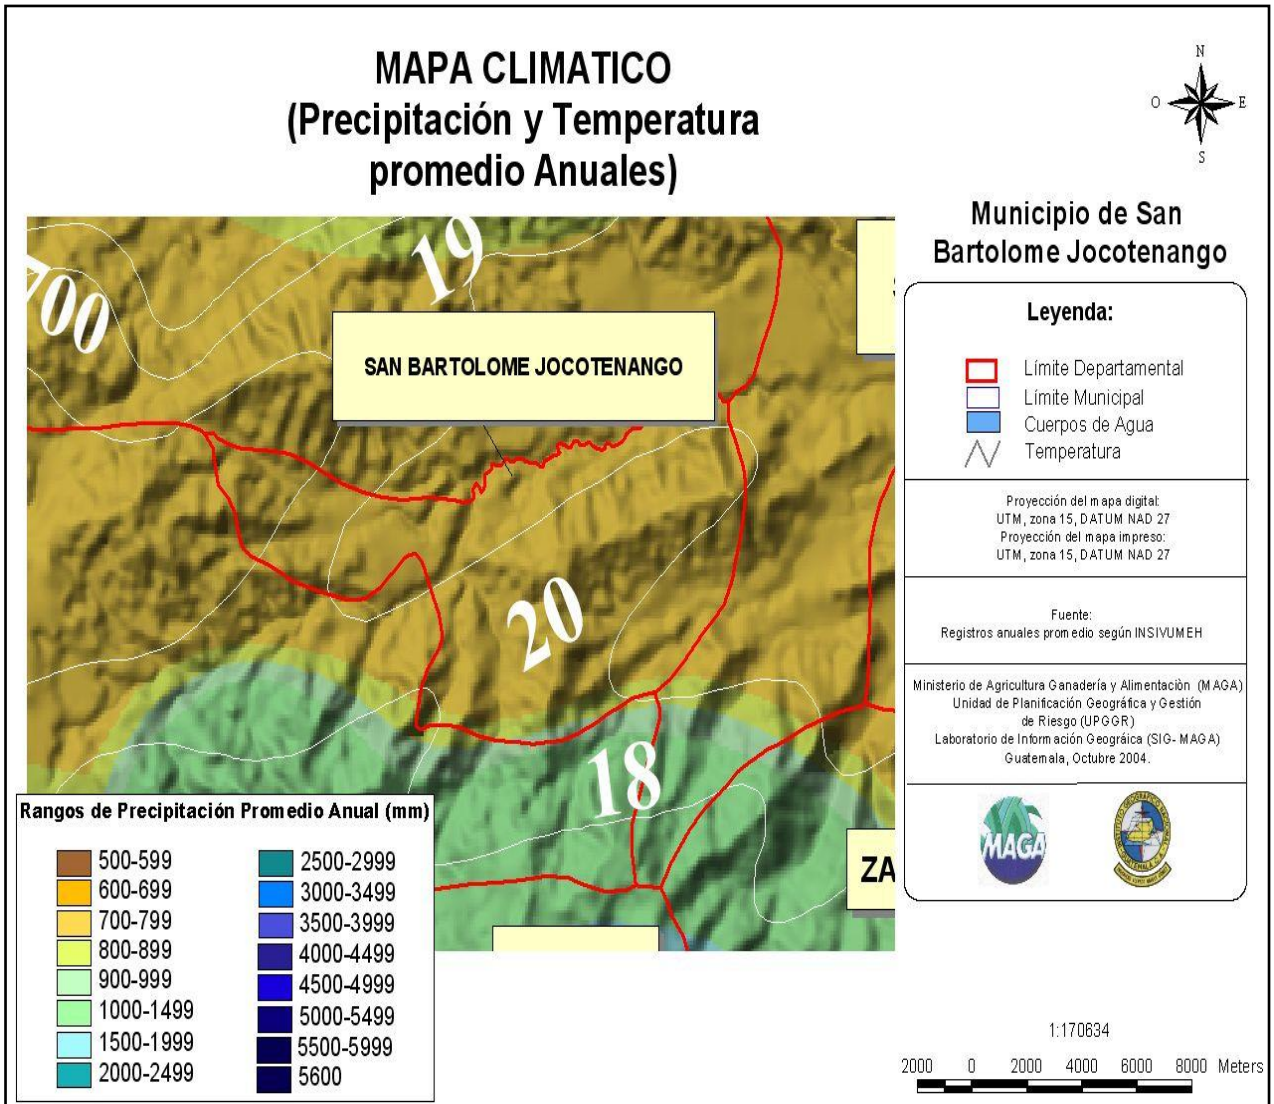 MAPA CLIMATICO
(Precipitación y Temperatura
promedio Anuales)
N
O
E
S
Municipio de San
Bartolome Jocotenango
Leyenda:
Límite Departamental
Límite Municipal
Cuerpos de Agua
Temperatura
Proyección del mapa digital:
UTM, zona 15, DATUM NAD 27
Proyección del mapa impreso:
UTM, zona 15, DATUM NAD 27
Fuente:
Registros anuales promedio según INSIVUMEH
Ministerio de Agricultura Ganadería y Alimentaciòn (MAGA)
Unidad de Planificación Geográfica y Gestión
de Riesgo (UPGGR)
Laboratorio de Información Geográica (SIG- MAGA)
Guatemala, Octubre 2004.
MAGA
700
19
SAN BARTOLOME JOCOTENANGO
20
18
ZA
Rangos de Precipitación Promedio Anual (mm)
500-599
600-699
700-799
800-899
900-999
1000-1499
1500-1999
2000-2499
2500-2999
3000-3499
3500-3999
4000-4499
4500-4999
5000-5499
5500-5999
5600
1:170634
2000 0 2000 4000 6000 8000 Meters